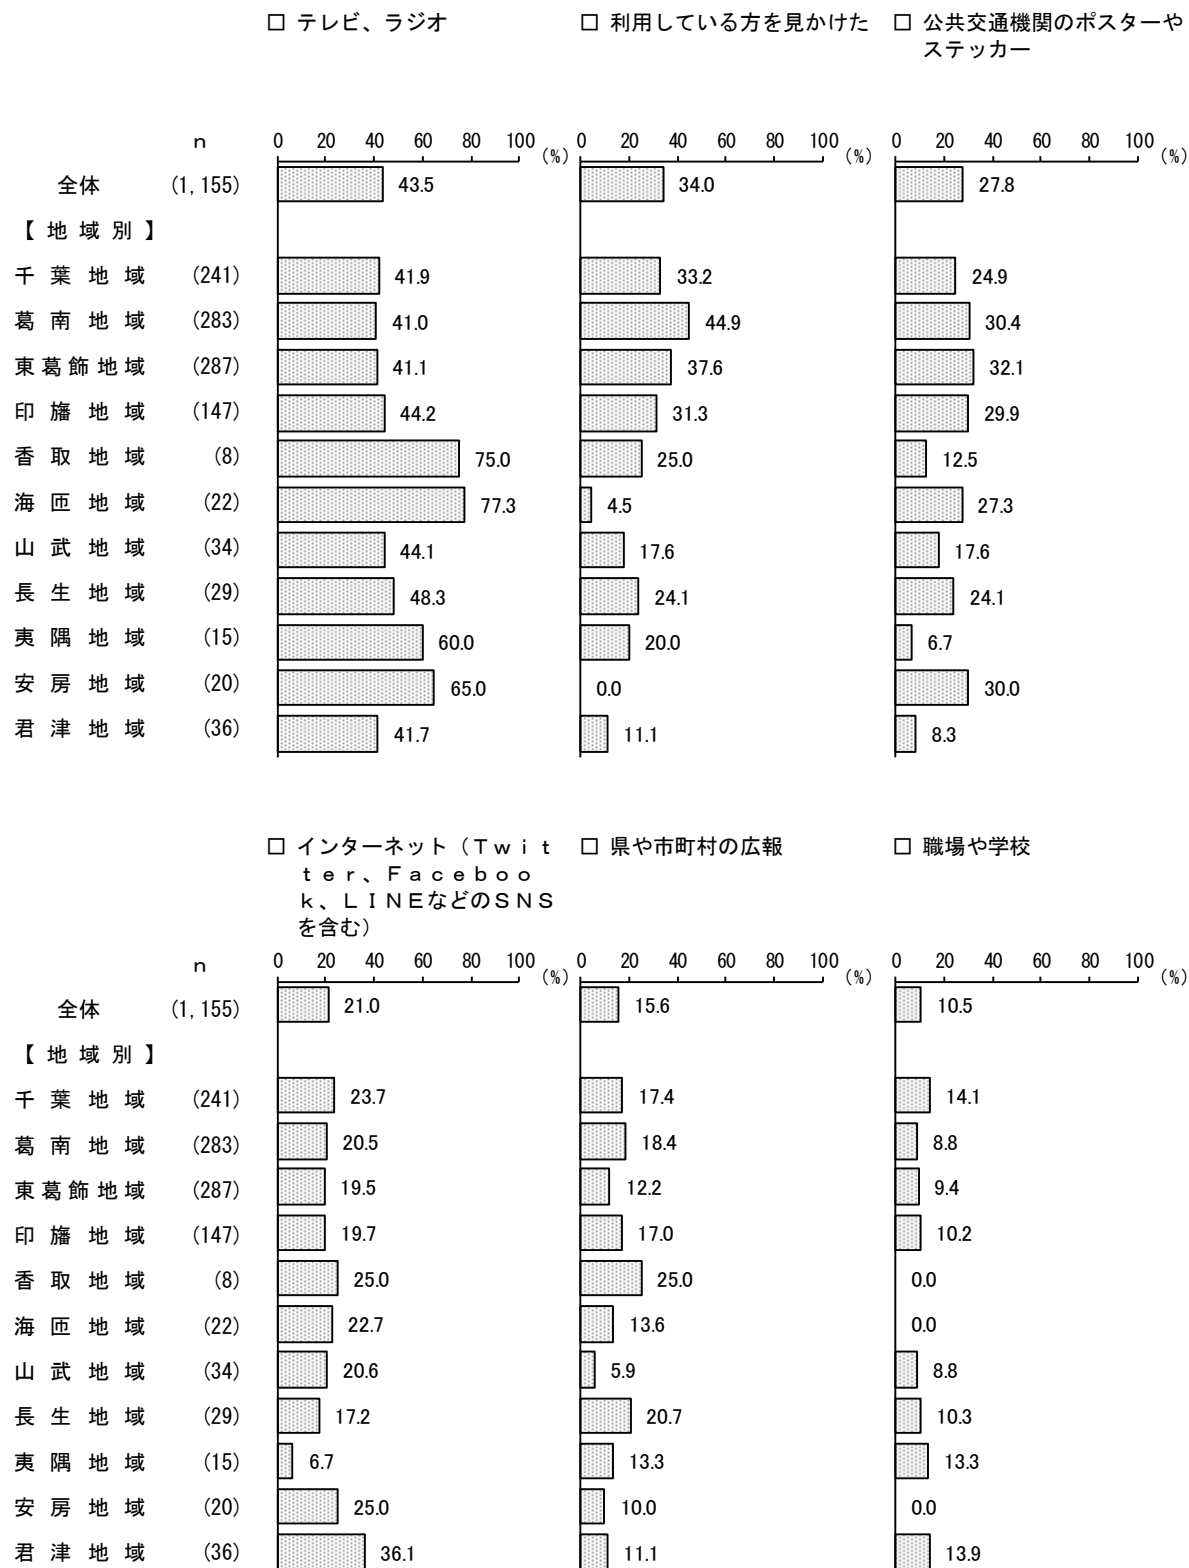 □ テレビ、ラジオ □ 利用している方を見かけた □ 公共交通機関のポスターや
ステッカー
n 0 20 40 60 80 100 (%) 0 20 40 60 80 100 (%) 0 20 40 60 80 100 (%)
全体 (1,155) 43.5 34.0 27.8
【地域別】
千葉地域 (241) 41.9 33.2 24.9
葛南地域 (283) 41.0 44.9 30.4
東葛飾地域 (287) 41.1 37.6 32.1
印旛地域 (147) 44.2 31.3 29.9
香取地域 (8) 75.0 25.0 12.5
海匝地域 (22) 77.3 4.5 27.3
山武地域 (34) 44.1 17.6 17.6
長生地域 (29) 48.3 24.1 24.1
夷隅地域 (15) 60.0 20.0 6.7
安房地域 (20) 65.0 0.0 30.0
君津地域 (36) 41.7 11.1 8.3
□ インターネット(Twit □ 県や市町村の広報 □ 職場や学校
ter、Faceboo
k、LINEなどのSNS
を含む)
n 0 20 40 60 80 100 (%) 0 20 40 60 80 100 (%) 0 20 40 60 80 100 (%)
全体 (1,155) 21.0 15.6 10.5
【地域別】
千葉地域 (241) 23.7 17.4 14.1
葛南地域 (283) 20.5 18.4 8.8
東葛飾地域 (287) 19.5 12.2 9.4
印旛地域 (147) 19.7 17.0 10.2
香取地域 (8) 25.0 25.0 0.0
海匝地域 (22) 22.7 13.6 0.0
山武地域 (34) 20.6 5.9 8.8
長生地域 (29) 17.2 20.7 10.3
夷隅地域 (15) 6.7 13.3 13.3
安房地域 (20) 25.0 10.0 0.0
君津地域 (36) 36.1 11.1 13.9